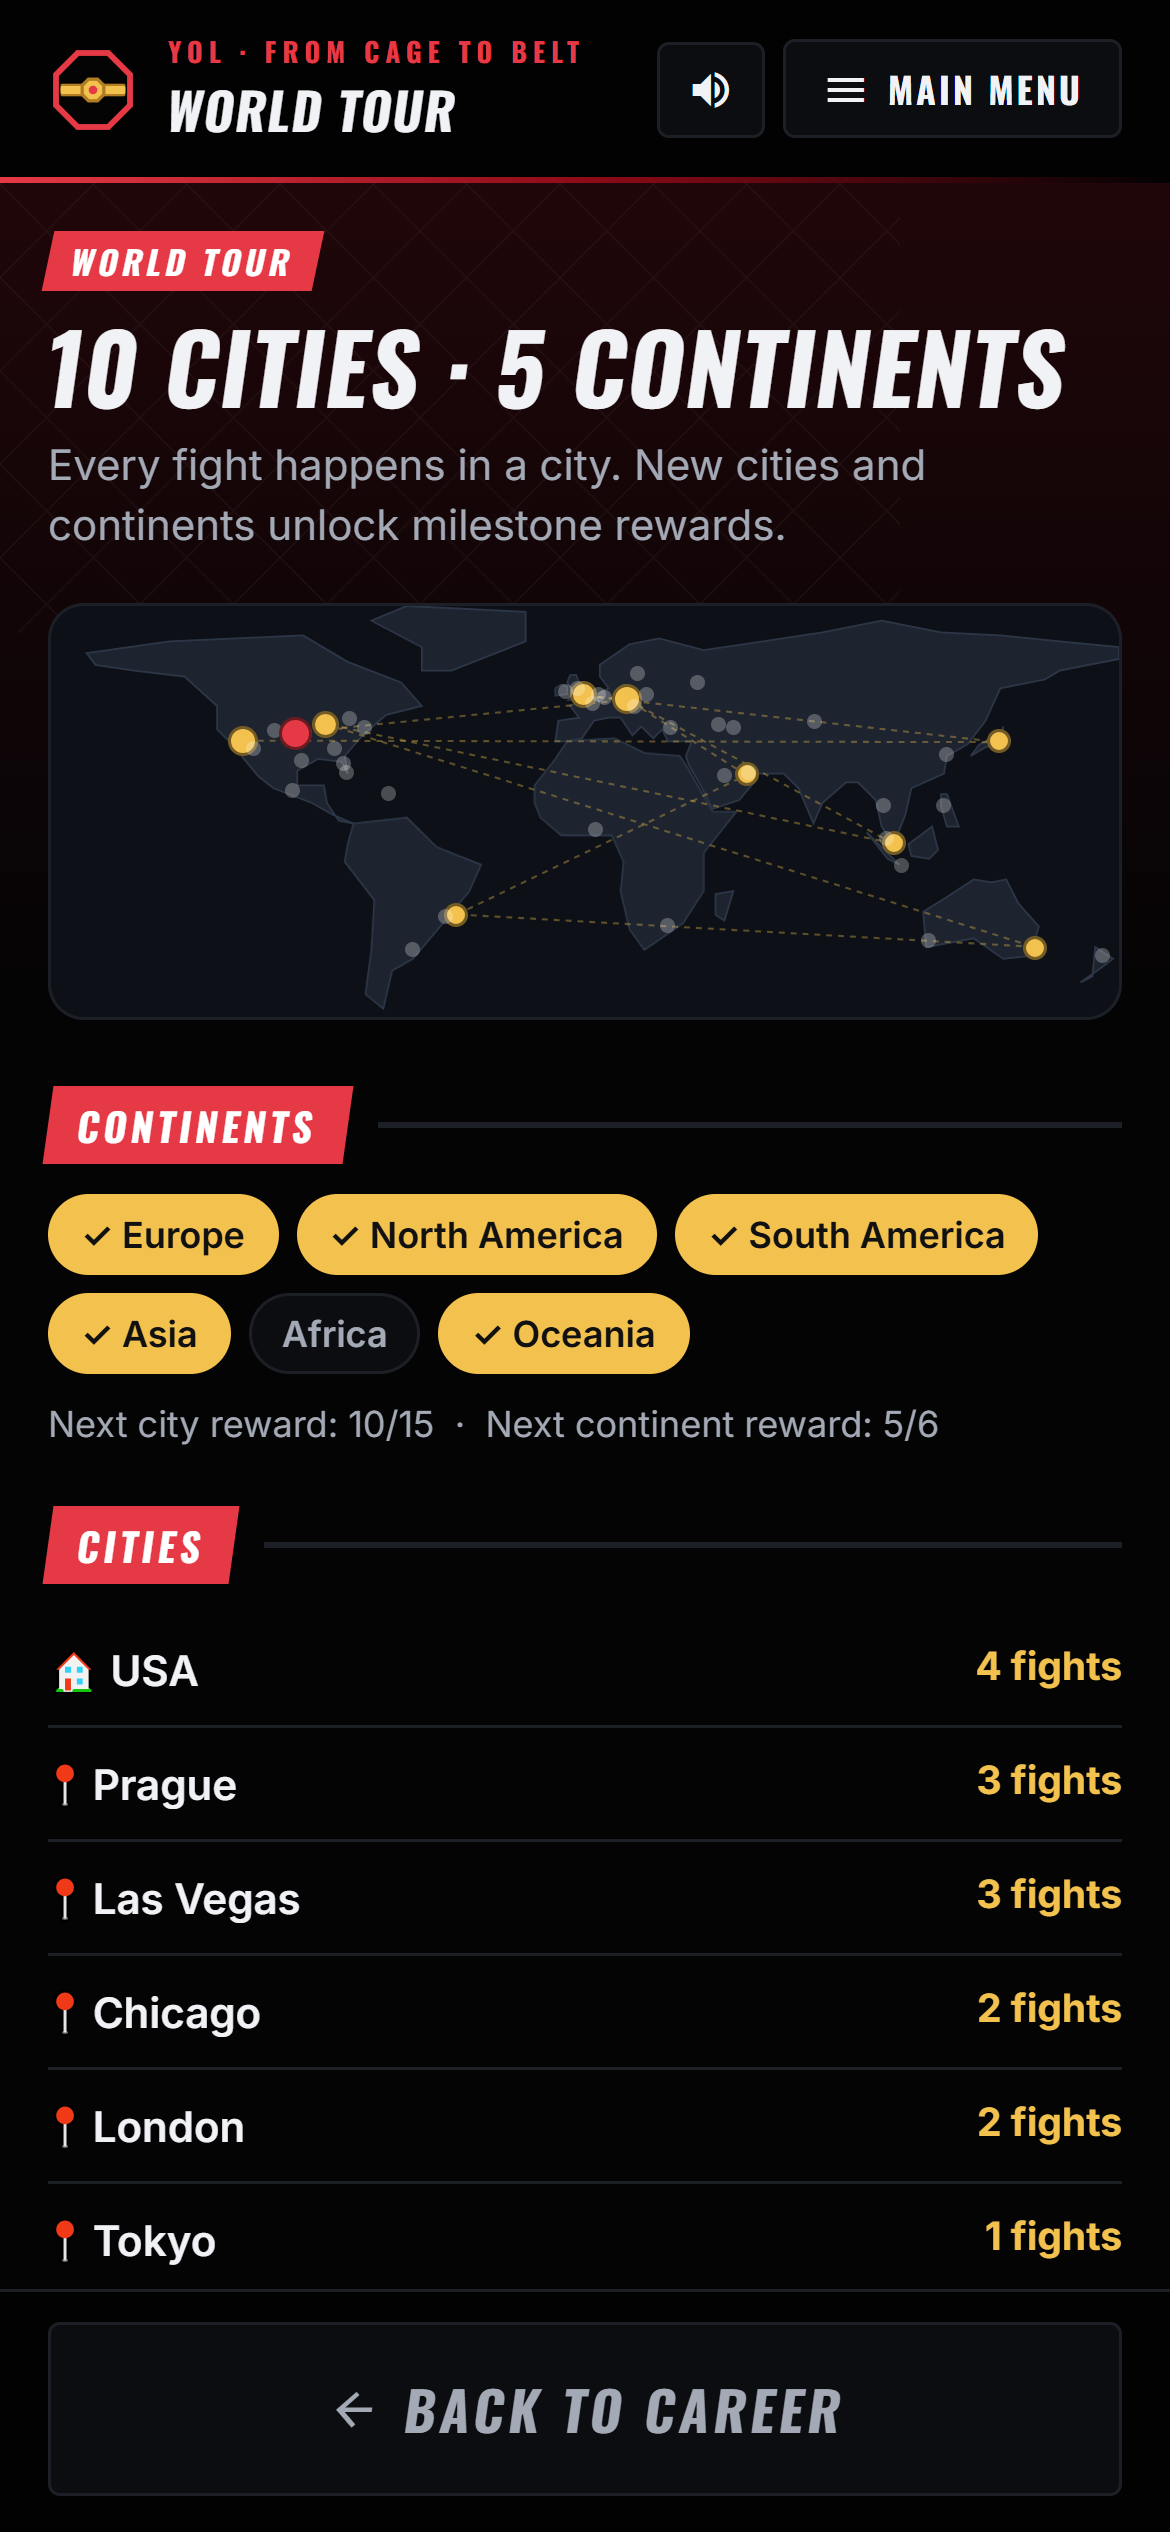 YOL · FROM CAGE TO BELT
WORLD TOUR
MAIN MENU
WORLD TOUR
10 CITIES · 5 CONTINENTS
Every fight happens in a city. New cities and
continents unlock milestone rewards.
CONTINENTS
✓ Europe
✓ North America
✓ South America
✓ Asia
Africa
✓ Oceania
Next city reward: 10/15 · Next continent reward: 5/6
CITIES
USA 4 fights
Prague 3 fights
Las Vegas 3 fights
Chicago 2 fights
London 2 fights
Tokyo 1 fights
← BACK TO CAREER